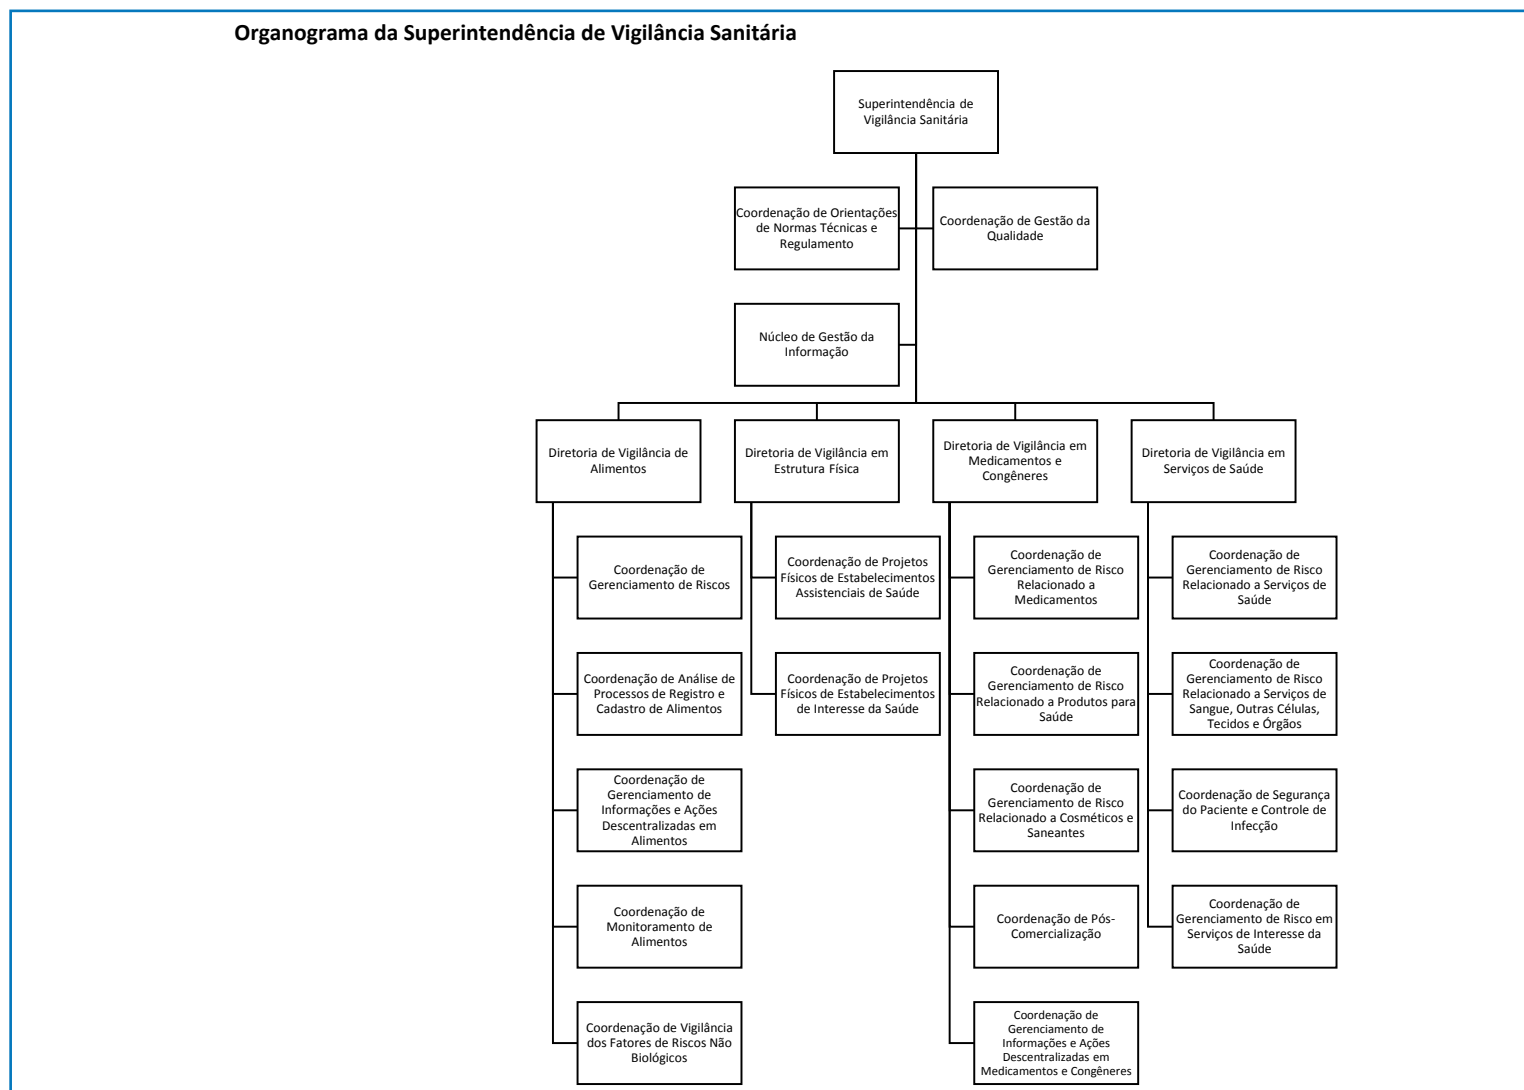 Organograma da Superintendência de Vigilância Sanitária
Superintendência de
Vigilância Sanitária
Coordenação de Orientações
de Normas Técnicas e
Regulamento
Coordenação de Gestão da
Qualidade
Núcleo de Gestão da
Informação
Diretoria de Vigilância de
Alimentos
Diretoria de Vigilância em
Estrutura Física
Diretoria de Vigilância em
Medicamentos e
Congêneres
Diretoria de Vigilância em
Serviços de Saúde
Coordenação de
Gerenciamento de Riscos
Coordenação de Projetos
Físicos de Estabelecimentos
Assistenciais de Saúde
Coordenação de
Gerenciamento de Risco
Relacionado a
Medicamentos
Coordenação de
Gerenciamento de Risco
Relacionado a Serviços de
Saúde
Coordenação de Análise de
Processos de Registro e
Cadastro de Alimentos
Coordenação de Projetos
Físicos de Estabelecimentos
de Interesse da Saúde
Coordenação de
Gerenciamento de Risco
Relacionado a Produtos para
Saúde
Coordenação de
Gerenciamento de Risco
Relacionado a Serviços de
Sangue, Outras Células,
Tecidos e Órgãos
Coordenação de
Gerenciamento de
Informações e Ações
Descentralizadas em
Alimentos
Coordenação de
Gerenciamento de Risco
Relacionado a Cosméticos e
Saneantes
Coordenação de Segurança
do Paciente e Controle de
Infecção
Coordenação de
Monitoramento de
Alimentos
Coordenação de Pós-
Comercialização
Coordenação de
Gerenciamento de Risco em
Serviços de Interesse da
Saúde
Coordenação de Vigilância
dos Fatores de Riscos Não
Biológicos
Coordenação de
Gerenciamento de
Informações e Ações
Descentralizadas em
Medicamentos e Congêneres